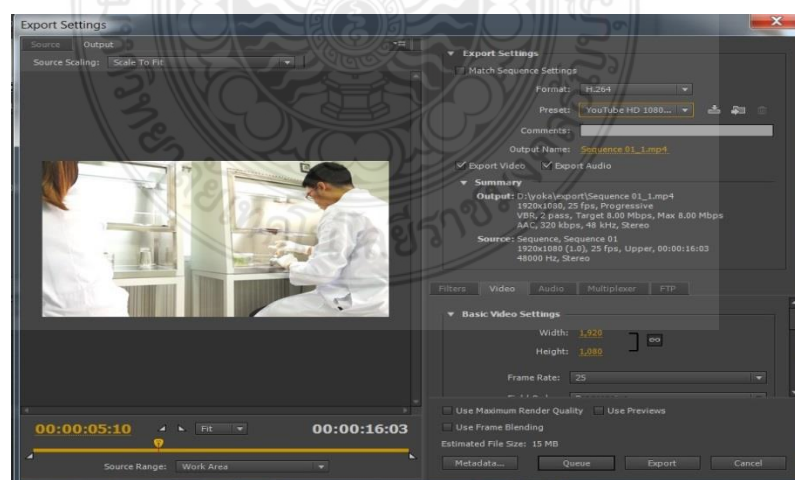 Export Settings
Source Output
Source Scaling: Scale To Fit
Export Settings
Match Sequence Settings
Format: H.264
Preset: YouTube HD 1080...
Comments:
Output Name: Sequence 01_1.mp4
Export Video Export Audio
Summary
Output: D:\yoka\export\Sequence 01_1.mp4
1920x1080, 25 fps, Progressive
VBR, 2 pass, Target 8.00 Mbps, Max 8.00 Mbps
AAC, 320 kbps, 48 kHz, Stereo
Source: Sequence, Sequence 01
1920x1080 (1.0), 25 fps, Upper, 00:00:16:03
48000 Hz, Stereo
Filters Video Audio Multiplexer FTP
Basic Video Settings
Width: 1,920
Height: 1,080
Frame Rate: 25
Use Maximum Render Quality Use Previews
Use Frame Blending
Estimated File Size: 15 MB
Metadata... Queue Export Cancel
00:00:05:10 Fit 00:00:16:03
Source Range: Work Area